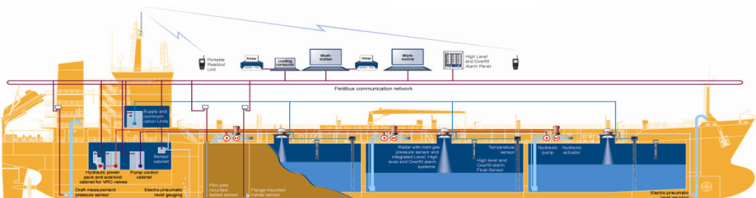 Portable
Readout
Unit
Loading
computer
Work
station
Work
station
High Level
and Overfill
Alarm Panel
Fieldbus communication network
Supply and
communi-
cation Units
Sensor
cabinet
Hydraulic power
pack and solenoid
cabinet for VRC valves
Pump control
cabinet
Draft measurement
pressure sensor
Electro-pneumatic
level gauging
Flange mounted
ballast sensor
Radar with inert gas
pressure sensor and
integrated Level, High
level and Overfill alarm
systems
Temperature
sensor
High level and
Overfill alarm
Float Sensor
Hydraulic
pump
Hydraulic
actuator
Electro-pneumatic
level gauging